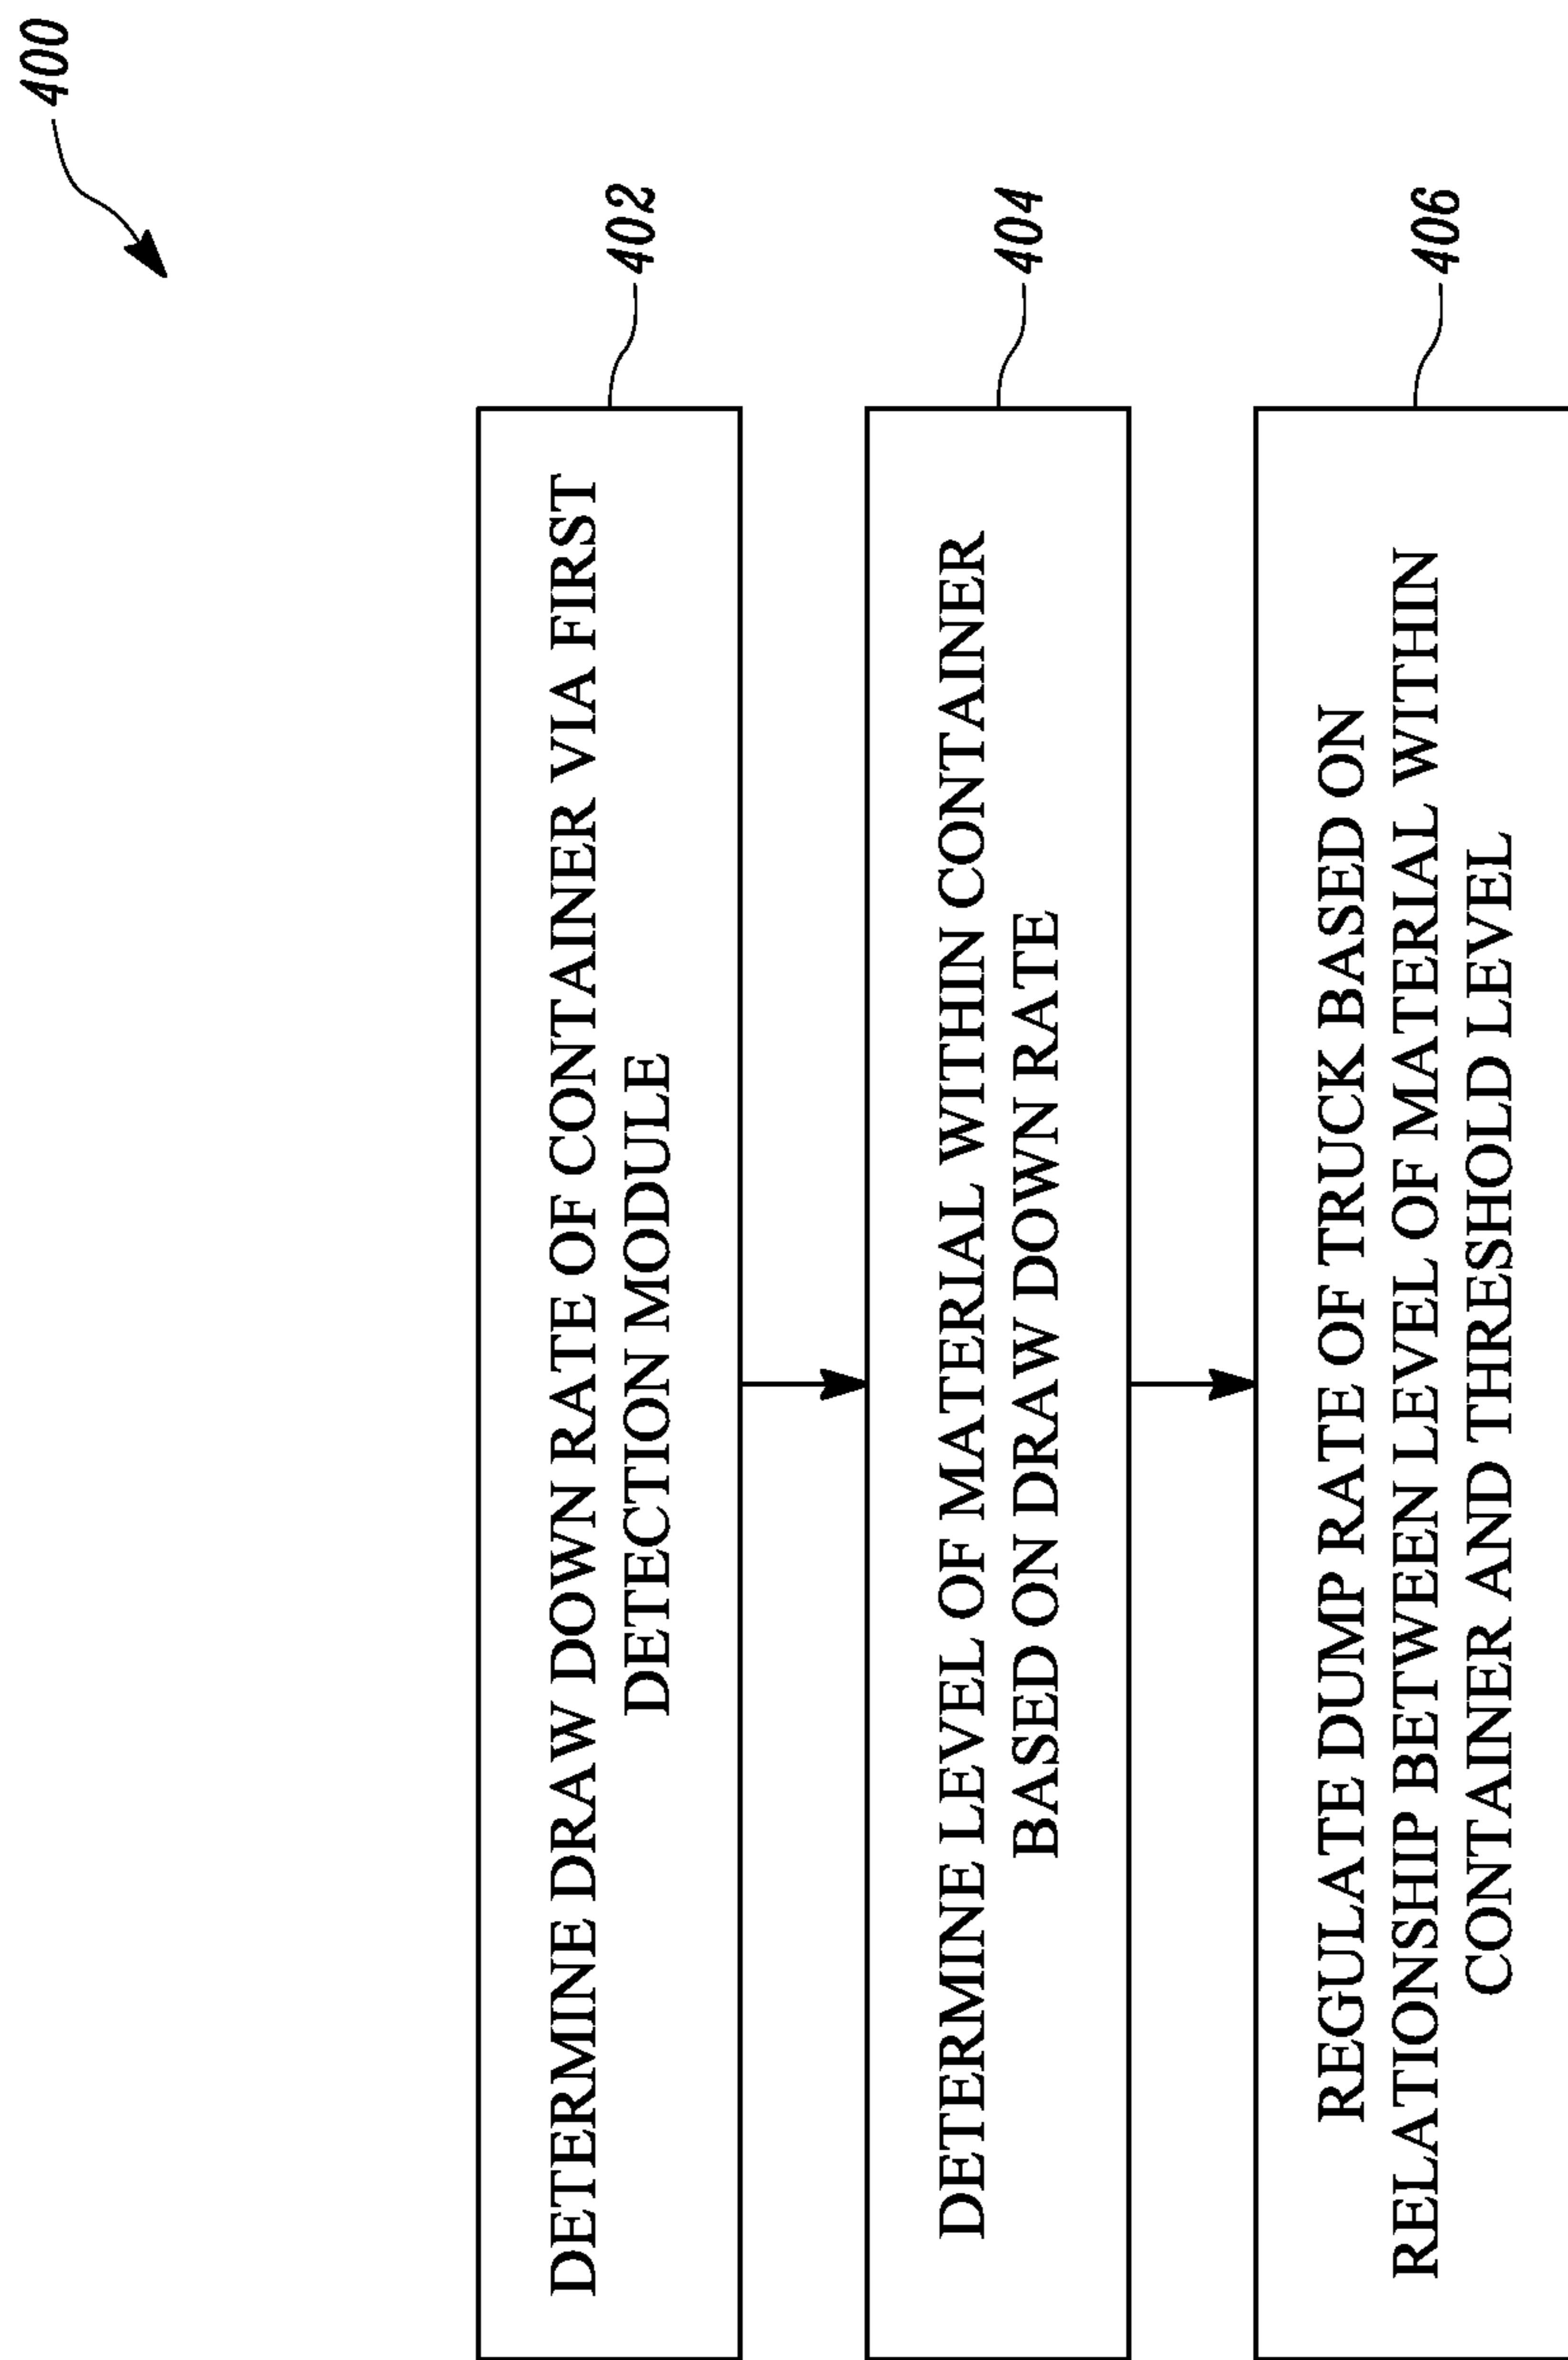 400
DETERMINE DRAW DOWN RATE OF CONTAINER VIA FIRST
DETECTION MODULE
402
DETERMINE LEVEL OF MATERIAL WITHIN CONTAINER
BASED ON DRAW DOWN RATE
404
REGULATE DUMP RATE OF TRUCK BASED ON
RELATIONSHIP BETWEEN LEVEL OF MATERIAL WITHIN
CONTAINER AND THRESHOLD LEVEL
406